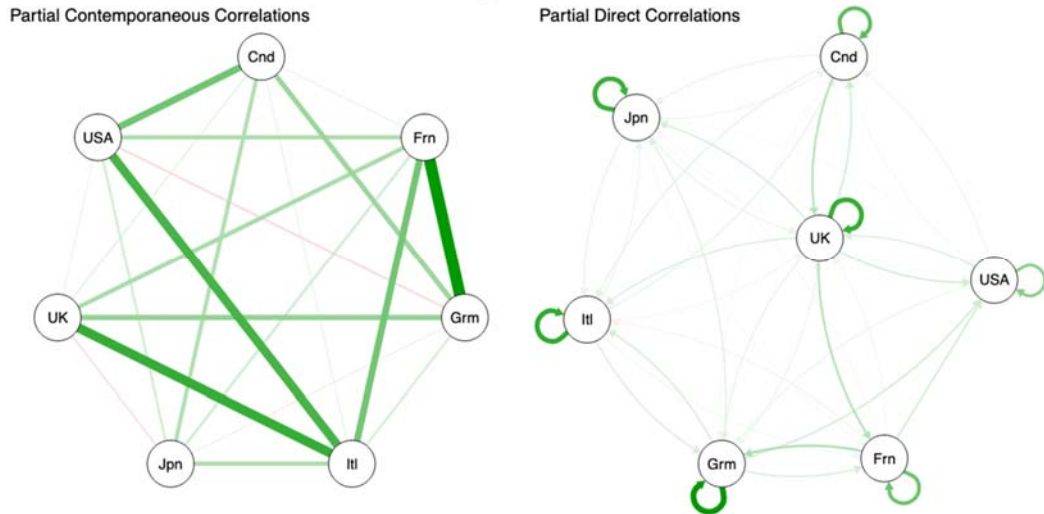 Partial Contemporaneous Correlations
Cnd
USA
Frn
UK
Grm
Jpn
Itl
Partial Direct Correlations
Cnd
Jpn
UK
USA
Itl
Grm
Frn